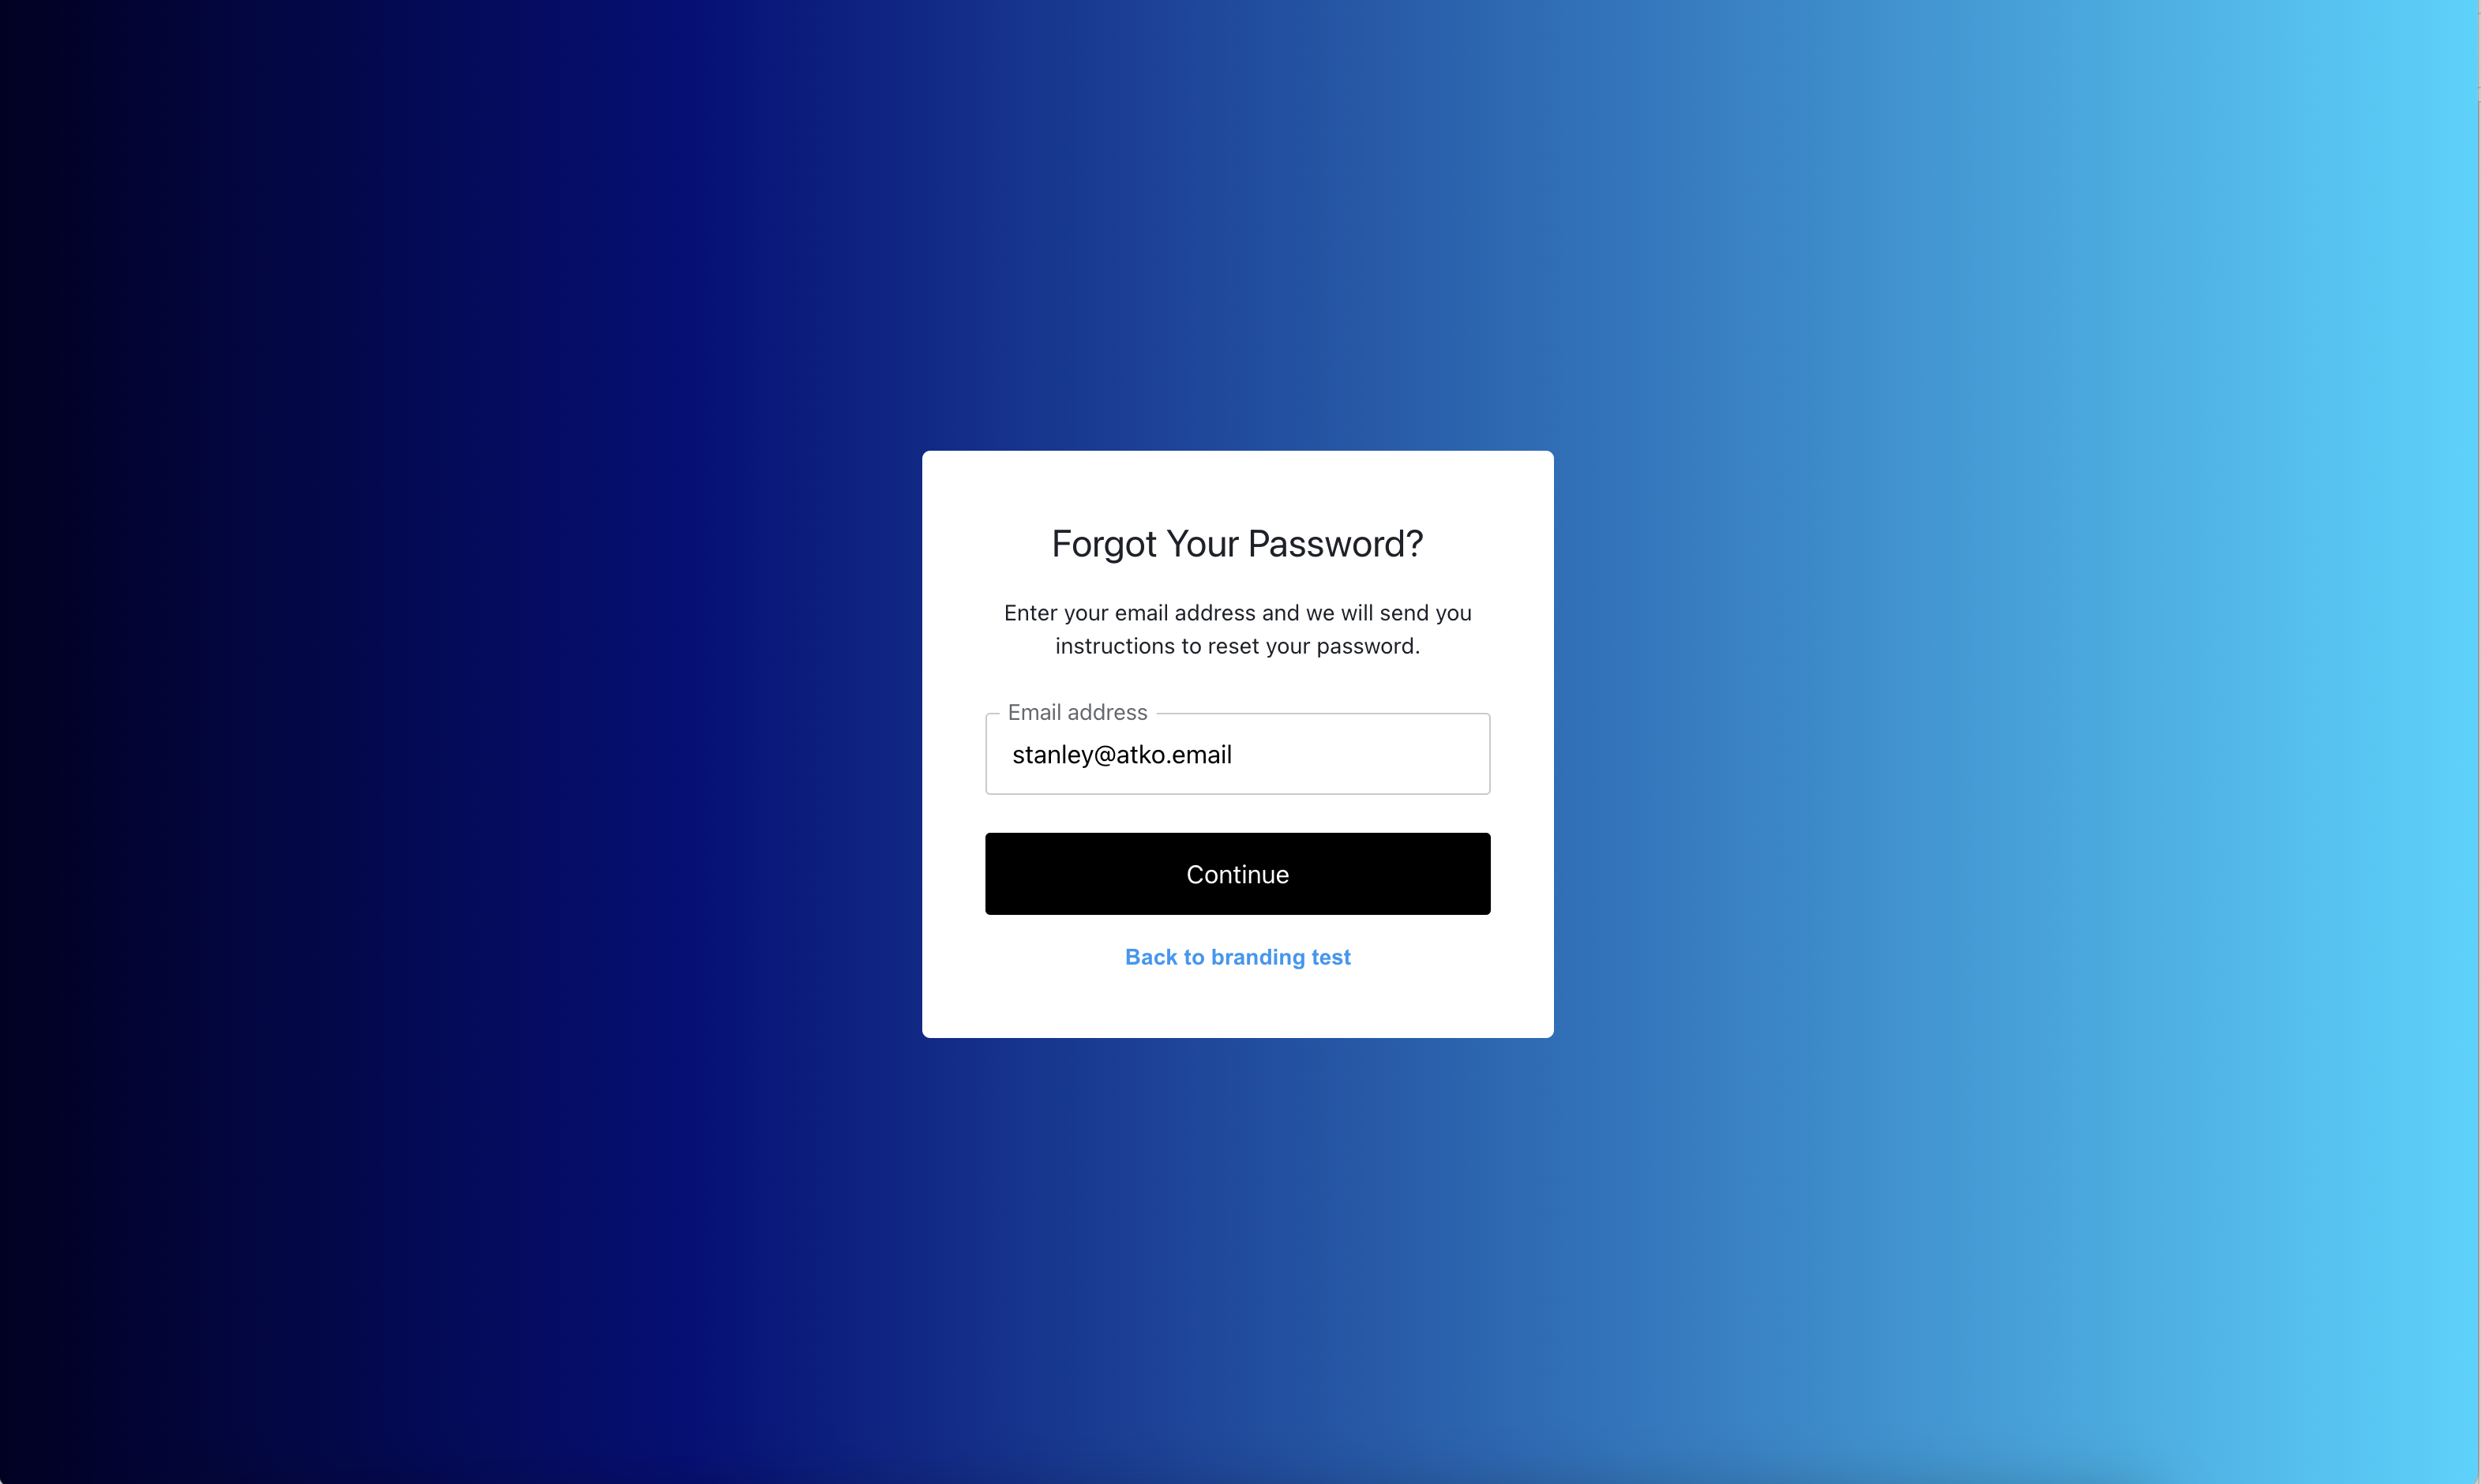 Forgot Your Password?
Enter your email address and we will send you
instructions to reset your password.
Email address
stanley@atko.email
Continue
Back to branding test